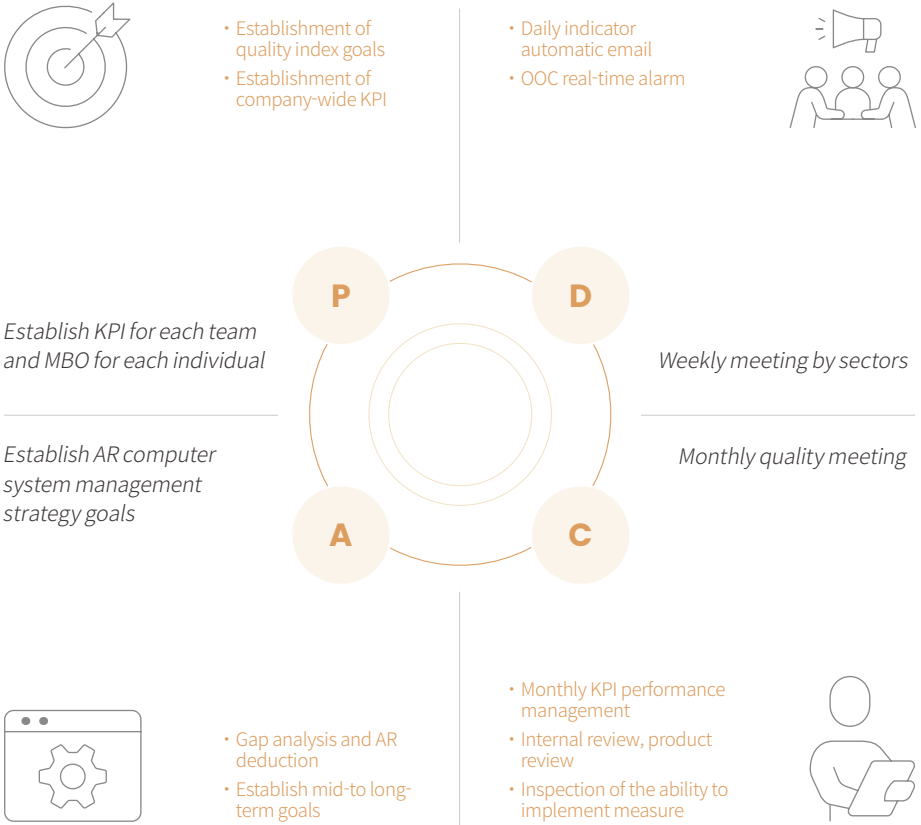 • Establishment of
quality index goals
• Establishment of
company-wide KPI
P
Establish KPI for each team
and MBO for each individual
• Daily indicator
automatic email
• OOC real-time alarm
D
Weekly meeting by sectors
Establish AR computer
system management
strategy goals
A
• Gap analysis and AR
deduction
• Establish mid-to long-
term goals
Monthly quality meeting
C
• Monthly KPI performance
management
• Internal review, product
review
• Inspection of the ability to
implement measure